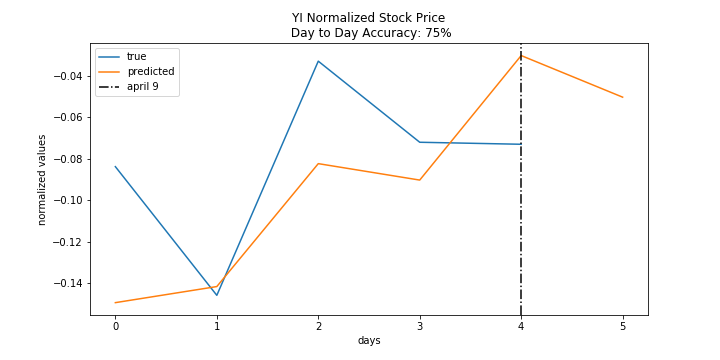 YI Normalized Stock Price
Day to Day Accuracy: 75%
true
predicted
april 9
normalized values
−0.04
−0.06
−0.08
−0.10
−0.12
−0.14
0 1 2 3 4 5
days